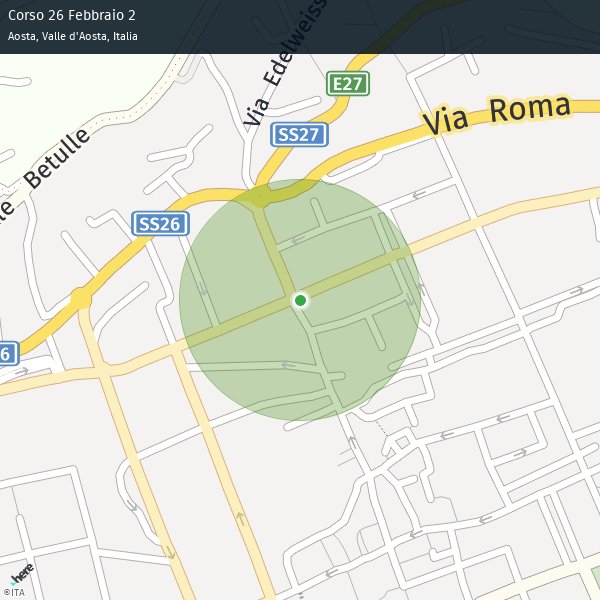 Corso 26 Febbraio 2
Aosta, Valle d'Aosta, Italia
Via Edelweiss
E27
Via Roma
SS27
Betulle
SS26
6
here
©ITA